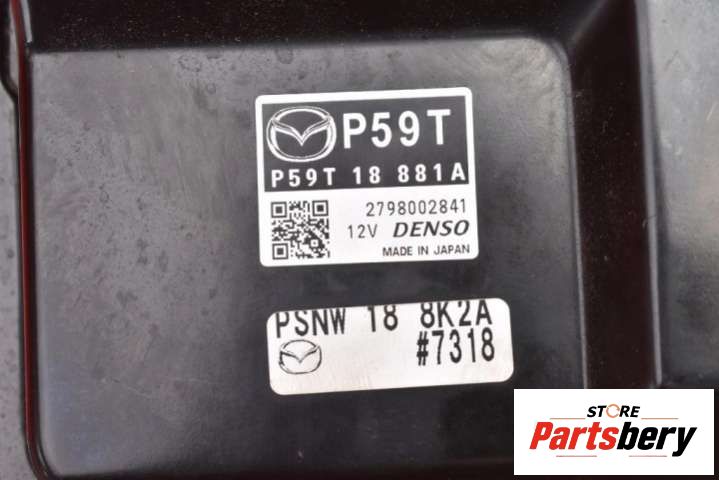 P59T
P59T 18 881A
2798002841
12V DENSO
MADE IN JAPAN
PSNW 18 8K2A
#7318
STORE
Partsbery